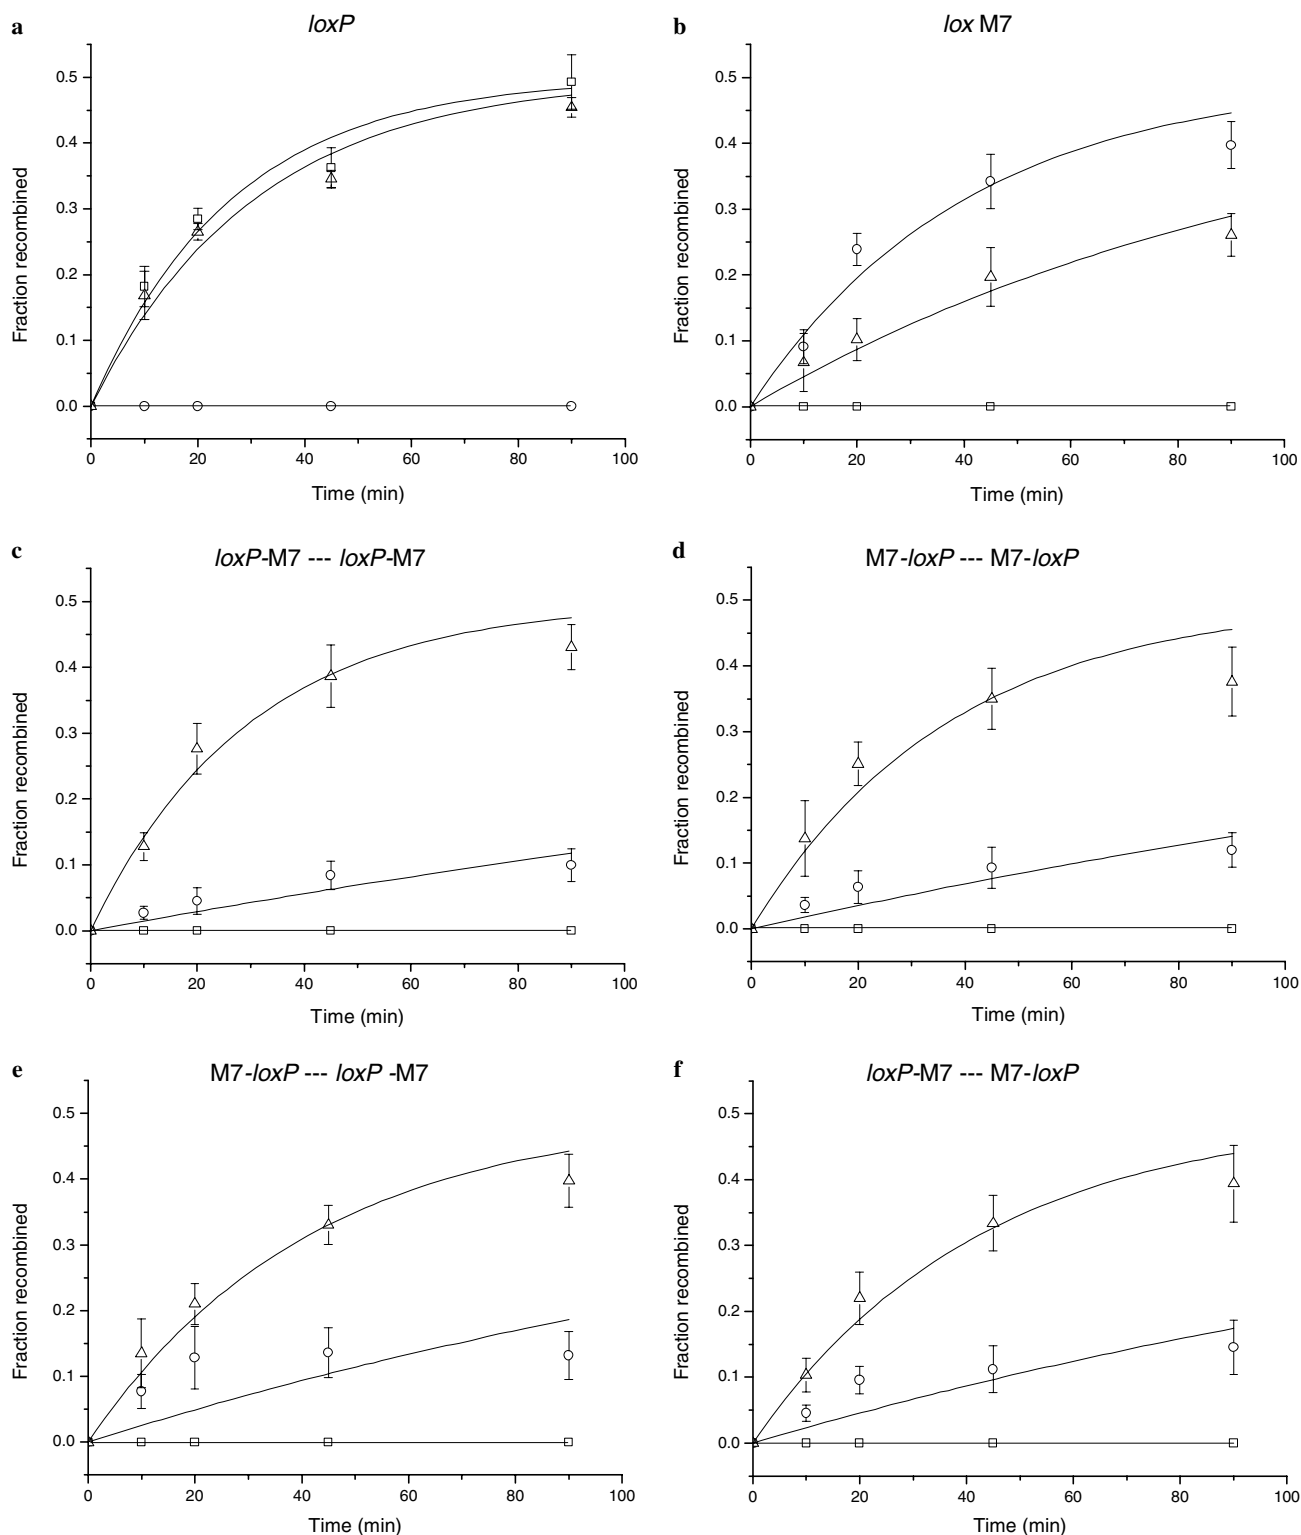 a
loxP
0.5
0.4
0.3
0.2
0.1
0.0
Fraction recombined
0 20 40 60 80 100
Time (min)
b
lox M7
0.5
0.4
0.3
0.2
0.1
0.0
Fraction recombined
0 20 40 60 80 100
Time (min)
c
loxP-M7 --- loxP-M7
0.5
0.4
0.3
0.2
0.1
0.0
Fraction recombined
0 20 40 60 80 100
Time (min)
d
M7-loxP --- M7-loxP
0.5
0.4
0.3
0.2
0.1
0.0
Fraction recombined
0 20 40 60 80 100
Time (min)
e
M7-loxP --- loxP -M7
0.5
0.4
0.3
0.2
0.1
0.0
Fraction recombined
0 20 40 60 80 100
Time (min)
f
loxP-M7 --- M7-loxP
0.5
0.4
0.3
0.2
0.1
0.0
Fraction recombined
0 20 40 60 80 100
Time (min)